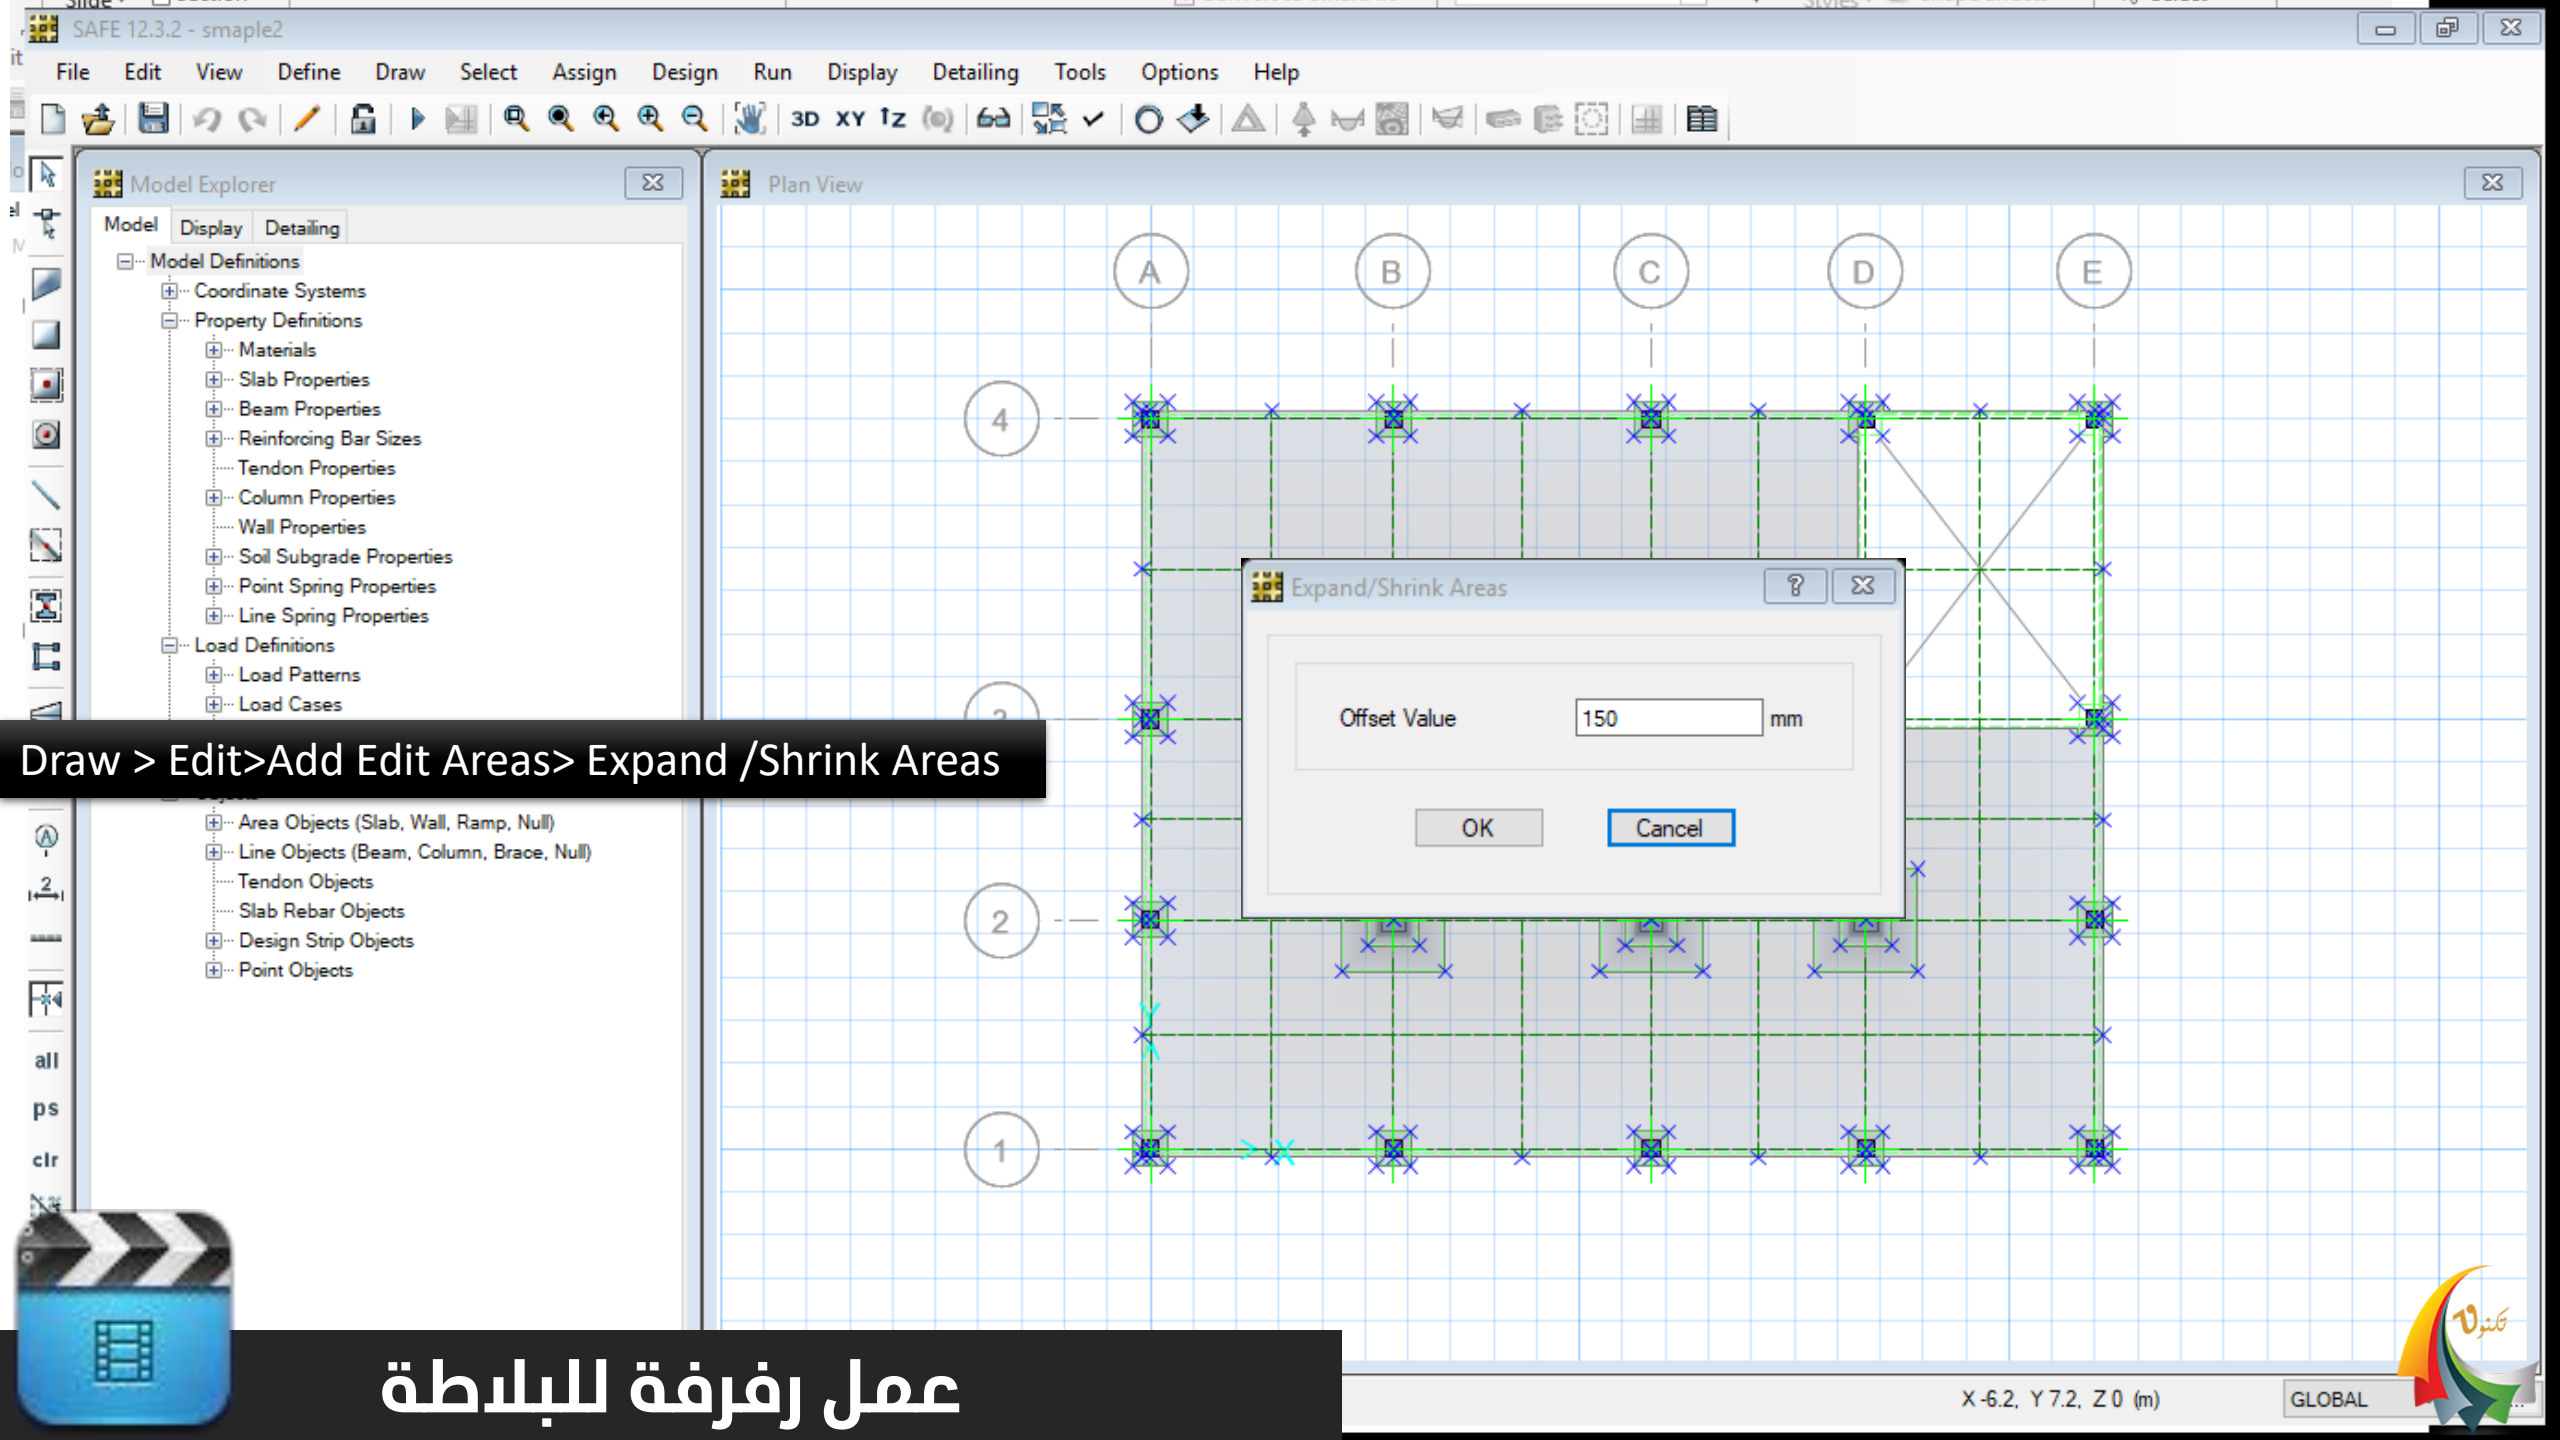 Slide
SAFE 12.3.2 - smaple2
File Edit View Define Draw Select Assign Design Run Display Detailing Tools Options Help
3D XY
Model Explorer
Plan View
Model Display Detailing
Model Definitions
Coordinate Systems
Property Definitions
Materials
Slab Properties
Beam Properties
Reinforcing Bar Sizes
Tendon Properties
Column Properties
Wall Properties
Soil Subgrade Properties
Point Spring Properties
Line Spring Properties
Load Definitions
Load Patterns
Load Cases
Area Objects (Slab, Wall, Ramp, Null)
Line Objects (Beam, Column, Brace, Null)
Tendon Objects
Slab Rebar Objects
Design Strip Objects
Point Objects
all
ps
clr
A B C D E
4
2
1
Expand/Shrink Areas
Offset Value 150 mm
OK Cancel
Draw > Edit>Add Edit Areas> Expand /Shrink Areas
عمل رفرفة للبلاطة
X -6.2, Y 7.2, Z 0 (m)
GLOBAL
تكنو